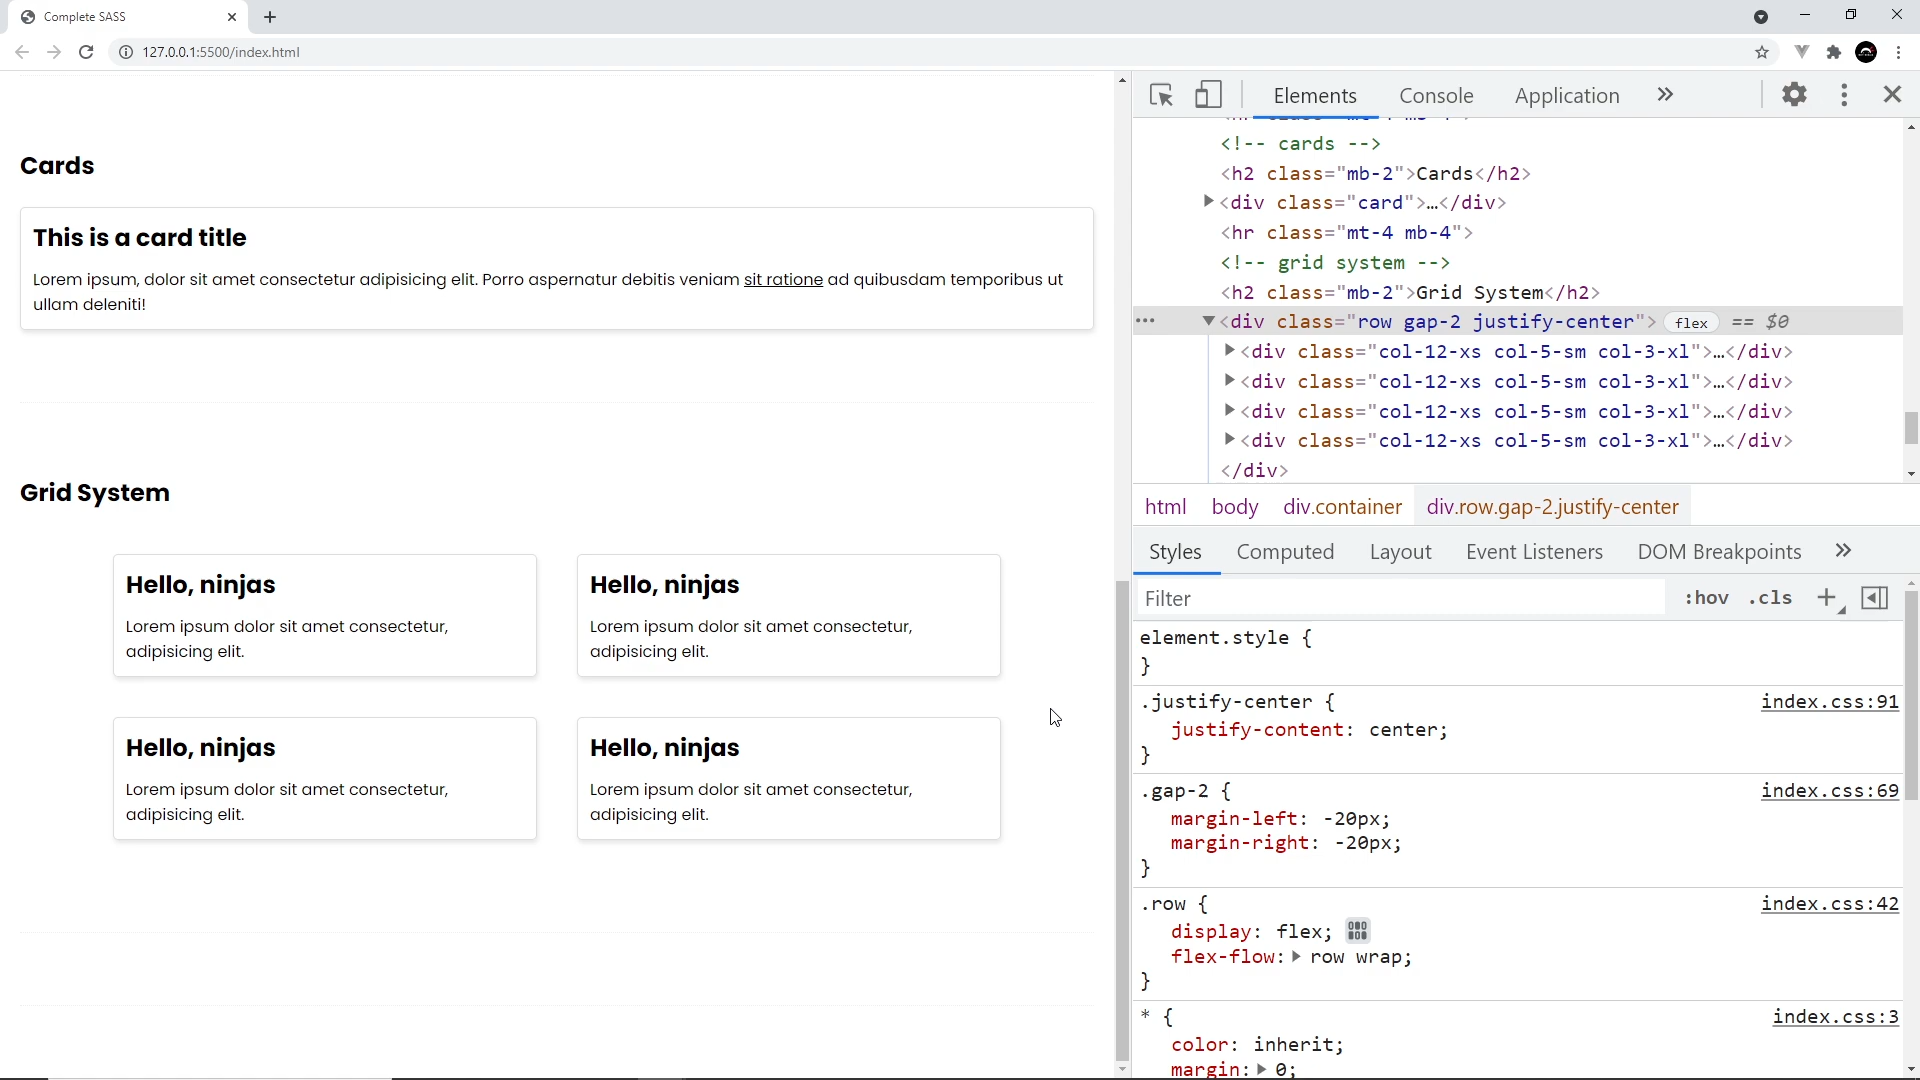 Complete SASS
127.0.0.1:5500/index.html
Cards
This is a card title
Lorem ipsum, dolor sit amet consectetur adipisicing elit. Porro aspernatur debitis veniam sit ratione ad quibusdam temporibus ut
ullam deleniti!
Grid System
Hello, ninjas
Lorem ipsum dolor sit amet consectetur,
adipisicing elit.
Hello, ninjas
Lorem ipsum dolor sit amet consectetur,
adipisicing elit.
Hello, ninjas
Lorem ipsum dolor sit amet consectetur,
adipisicing elit.
Hello, ninjas
Lorem ipsum dolor sit amet consectetur,
adipisicing elit.
Elements Console Application
<!-- cards -->
<h2 class="mb-2">Cards</h2>
<div class="card">…</div>
<hr class="mt-4 mb-4">
<!-- grid system -->
<h2 class="mb-2">Grid System</h2>
<div class="row gap-2 justify-center"> flex == $0
<div class="col-12-xs col-5-sm col-3-xl">…</div>
<div class="col-12-xs col-5-sm col-3-xl">…</div>
<div class="col-12-xs col-5-sm col-3-xl">…</div>
<div class="col-12-xs col-5-sm col-3-xl">…</div>
</div>
html body div.container div.row.gap-2.justify-center
Styles Computed Layout Event Listeners DOM Breakpoints
Filter :hov .cls
element.style {
}
.justify-center { index.css:91
justify-content: center;
}
.gap-2 { index.css:69
margin-left: -20px;
margin-right: -20px;
}
.row { index.css:42
display: flex;
flex-flow: row wrap;
}
* { index.css:3
color: inherit;
margin: 0;